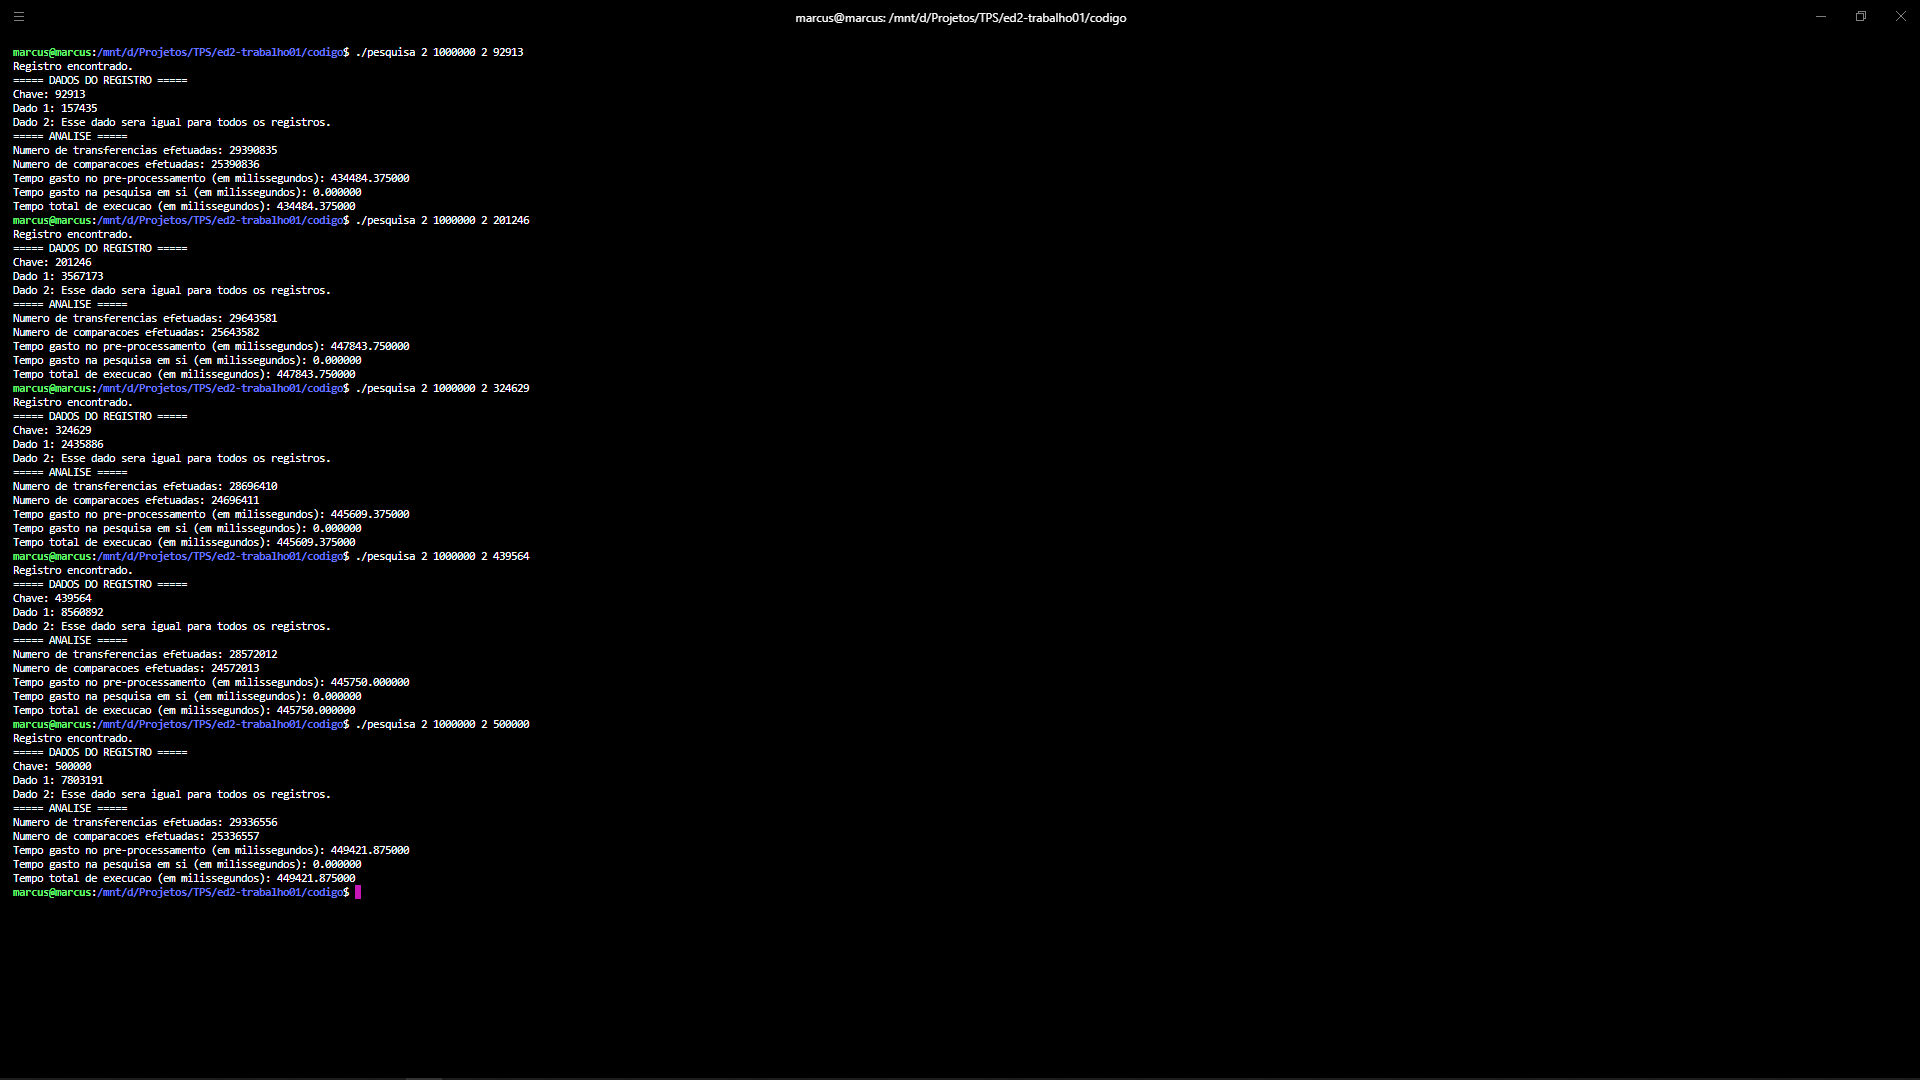 marcus@marcus: /mnt/d/Projetos/TPS/ed2-trabalho01/codigo
marcus@marcus:/mnt/d/Projetos/TPS/ed2-trabalho01/codigo$ ./pesquisa 2 1000000 2 92913
Registro encontrado.
===== DADOS DO REGISTRO =====
Chave: 92913
Dado 1: 157435
Dado 2: Esse dado sera igual para todos os registros.
===== ANALISE =====
Numero de transferencias efetuadas: 29390835
Numero de comparacoes efetuadas: 25390836
Tempo gasto no pre-processamento (em milissegundos): 434484.375000
Tempo gasto na pesquisa em si (em milissegundos): 0.000000
Tempo total de execucao (em milissegundos): 434484.375000
marcus@marcus:/mnt/d/Projetos/TPS/ed2-trabalho01/codigo$ ./pesquisa 2 1000000 2 201246
Registro encontrado.
===== DADOS DO REGISTRO =====
Chave: 201246
Dado 1: 3567173
Dado 2: Esse dado sera igual para todos os registros.
===== ANALISE =====
Numero de transferencias efetuadas: 29643581
Numero de comparacoes efetuadas: 25643582
Tempo gasto no pre-processamento (em milissegundos): 447843.750000
Tempo gasto na pesquisa em si (em milissegundos): 0.000000
Tempo total de execucao (em milissegundos): 447843.750000
marcus@marcus:/mnt/d/Projetos/TPS/ed2-trabalho01/codigo$ ./pesquisa 2 1000000 2 324629
Registro encontrado.
===== DADOS DO REGISTRO =====
Chave: 324629
Dado 1: 2435886
Dado 2: Esse dado sera igual para todos os registros.
===== ANALISE =====
Numero de transferencias efetuadas: 28696410
Numero de comparacoes efetuadas: 24696411
Tempo gasto no pre-processamento (em milissegundos): 445609.375000
Tempo gasto na pesquisa em si (em milissegundos): 0.000000
Tempo total de execucao (em milissegundos): 445609.375000
marcus@marcus:/mnt/d/Projetos/TPS/ed2-trabalho01/codigo$ ./pesquisa 2 1000000 2 439564
Registro encontrado.
===== DADOS DO REGISTRO =====
Chave: 439564
Dado 1: 8560892
Dado 2: Esse dado sera igual para todos os registros.
===== ANALISE =====
Numero de transferencias efetuadas: 28572012
Numero de comparacoes efetuadas: 24572013
Tempo gasto no pre-processamento (em milissegundos): 445750.000000
Tempo gasto na pesquisa em si (em milissegundos): 0.000000
Tempo total de execucao (em milissegundos): 445750.000000
marcus@marcus:/mnt/d/Projetos/TPS/ed2-trabalho01/codigo$ ./pesquisa 2 1000000 2 500000
Registro encontrado.
===== DADOS DO REGISTRO =====
Chave: 500000
Dado 1: 7803191
Dado 2: Esse dado sera igual para todos os registros.
===== ANALISE =====
Numero de transferencias efetuadas: 29336556
Numero de comparacoes efetuadas: 25336557
Tempo gasto no pre-processamento (em milissegundos): 449421.875000
Tempo gasto na pesquisa em si (em milissegundos): 0.000000
Tempo total de execucao (em milissegundos): 449421.875000
marcus@marcus:/mnt/d/Projetos/TPS/ed2-trabalho01/codigo$